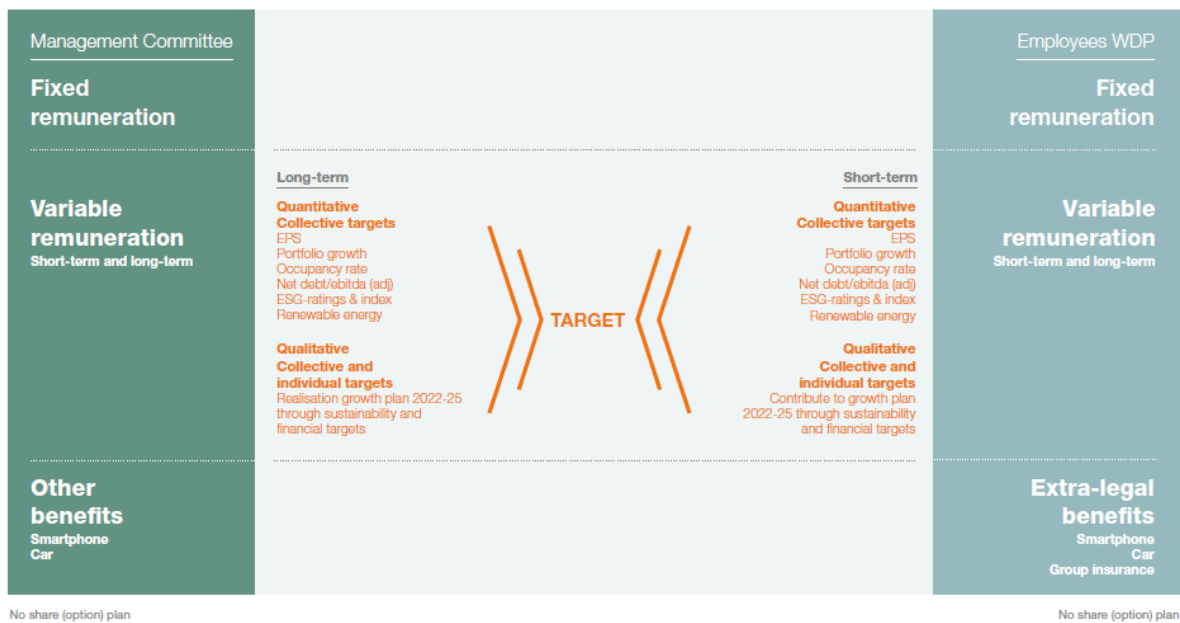 Management Committee
Fixed
remuneration
Variable
remuneration
Short-term and long-term
Other
benefits
Smartphone
Car
Long-term
Quantitative
Collective targets
EPS
Portfolio growth
Occupancy rate
Net debt/ebitda (adj)
ESG-ratings & index
Renewable energy
Qualitative
Collective and
individual targets
Realisation growth plan 2022-25
through sustainability and
financial targets
TARGET
Short-term
Quantitative
Collective targets
EPS
Portfolio growth
Occupancy rate
Net debt/ebitda (adj)
ESG-ratings & index
Renewable energy
Qualitative
Collective and
individual targets
Contribute to growth plan
2022-25 through sustainability
and financial targets
Employees WDP
Fixed
remuneration
Variable
remuneration
Short-term and long-term
Extra-legal
benefits
Smartphone
Car
Group insurance
No share (option) plan
No share (option) plan